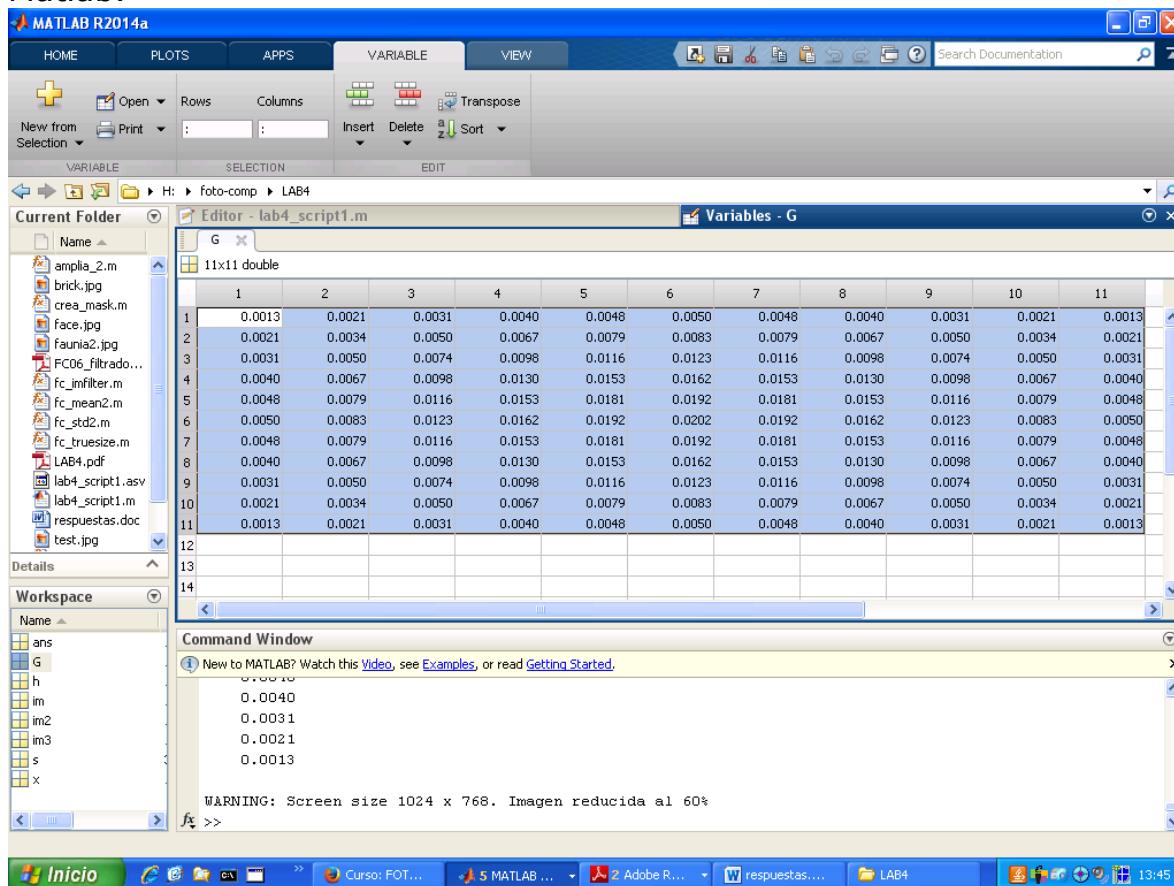 MATLAB R2014a
HOME PLOTS APPS VARIABLE VIEW Search Documentation
New from Selection Open Print Rows Columns Insert Delete Transpose Sort
: :
VARIABLE SELECTION EDIT
H: foto-comp LAB4
Current Folder
Name
amplia_2.m
brick.jpg
crea_mask.m
face.jpg
faunia2.jpg
FC06_filtrado...
fc_imfilter.m
fc_mean2.m
fc_std2.m
fc_truesize.m
LAB4.pdf
lab4_script1.asv
lab4_script1.m
respuestas.doc
test.jpg
Details
Workspace
Name
ans
G
h
im
im2
im3
s
x
Editor - lab4_script1.m Variables - G
G
11x11 double
1 2 3 4 5 6 7 8 9 10 11
1 0.0013 0.0021 0.0031 0.0040 0.0048 0.0050 0.0048 0.0040 0.0031 0.0021 0.0013
2 0.0021 0.0034 0.0050 0.0067 0.0079 0.0083 0.0079 0.0067 0.0050 0.0034 0.0021
3 0.0031 0.0050 0.0074 0.0098 0.0116 0.0123 0.0116 0.0098 0.0074 0.0050 0.0031
4 0.0040 0.0067 0.0098 0.0130 0.0153 0.0162 0.0153 0.0130 0.0098 0.0067 0.0040
5 0.0048 0.0079 0.0116 0.0153 0.0181 0.0192 0.0181 0.0153 0.0116 0.0079 0.0048
6 0.0050 0.0083 0.0123 0.0162 0.0192 0.0202 0.0192 0.0162 0.0123 0.0083 0.0050
7 0.0048 0.0079 0.0116 0.0153 0.0181 0.0192 0.0181 0.0153 0.0116 0.0079 0.0048
8 0.0040 0.0067 0.0098 0.0130 0.0153 0.0162 0.0153 0.0130 0.0098 0.0067 0.0040
9 0.0031 0.0050 0.0074 0.0098 0.0116 0.0123 0.0116 0.0098 0.0074 0.0050 0.0031
10 0.0021 0.0034 0.0050 0.0067 0.0079 0.0083 0.0079 0.0067 0.0050 0.0034 0.0021
11 0.0013 0.0021 0.0031 0.0040 0.0048 0.0050 0.0048 0.0040 0.0031 0.0021 0.0013
12
13
14
Command Window
New to MATLAB? Watch this Video, see Examples, or read Getting Started.
0.0040
0.0031
0.0021
0.0013
WARNING: Screen size 1024 x 768. Imagen reducida al 60%
fx >>
Inicio Curso: FOT... 5 MATLAB ... 2 Adobe R... respuestas.... LAB4 13:45